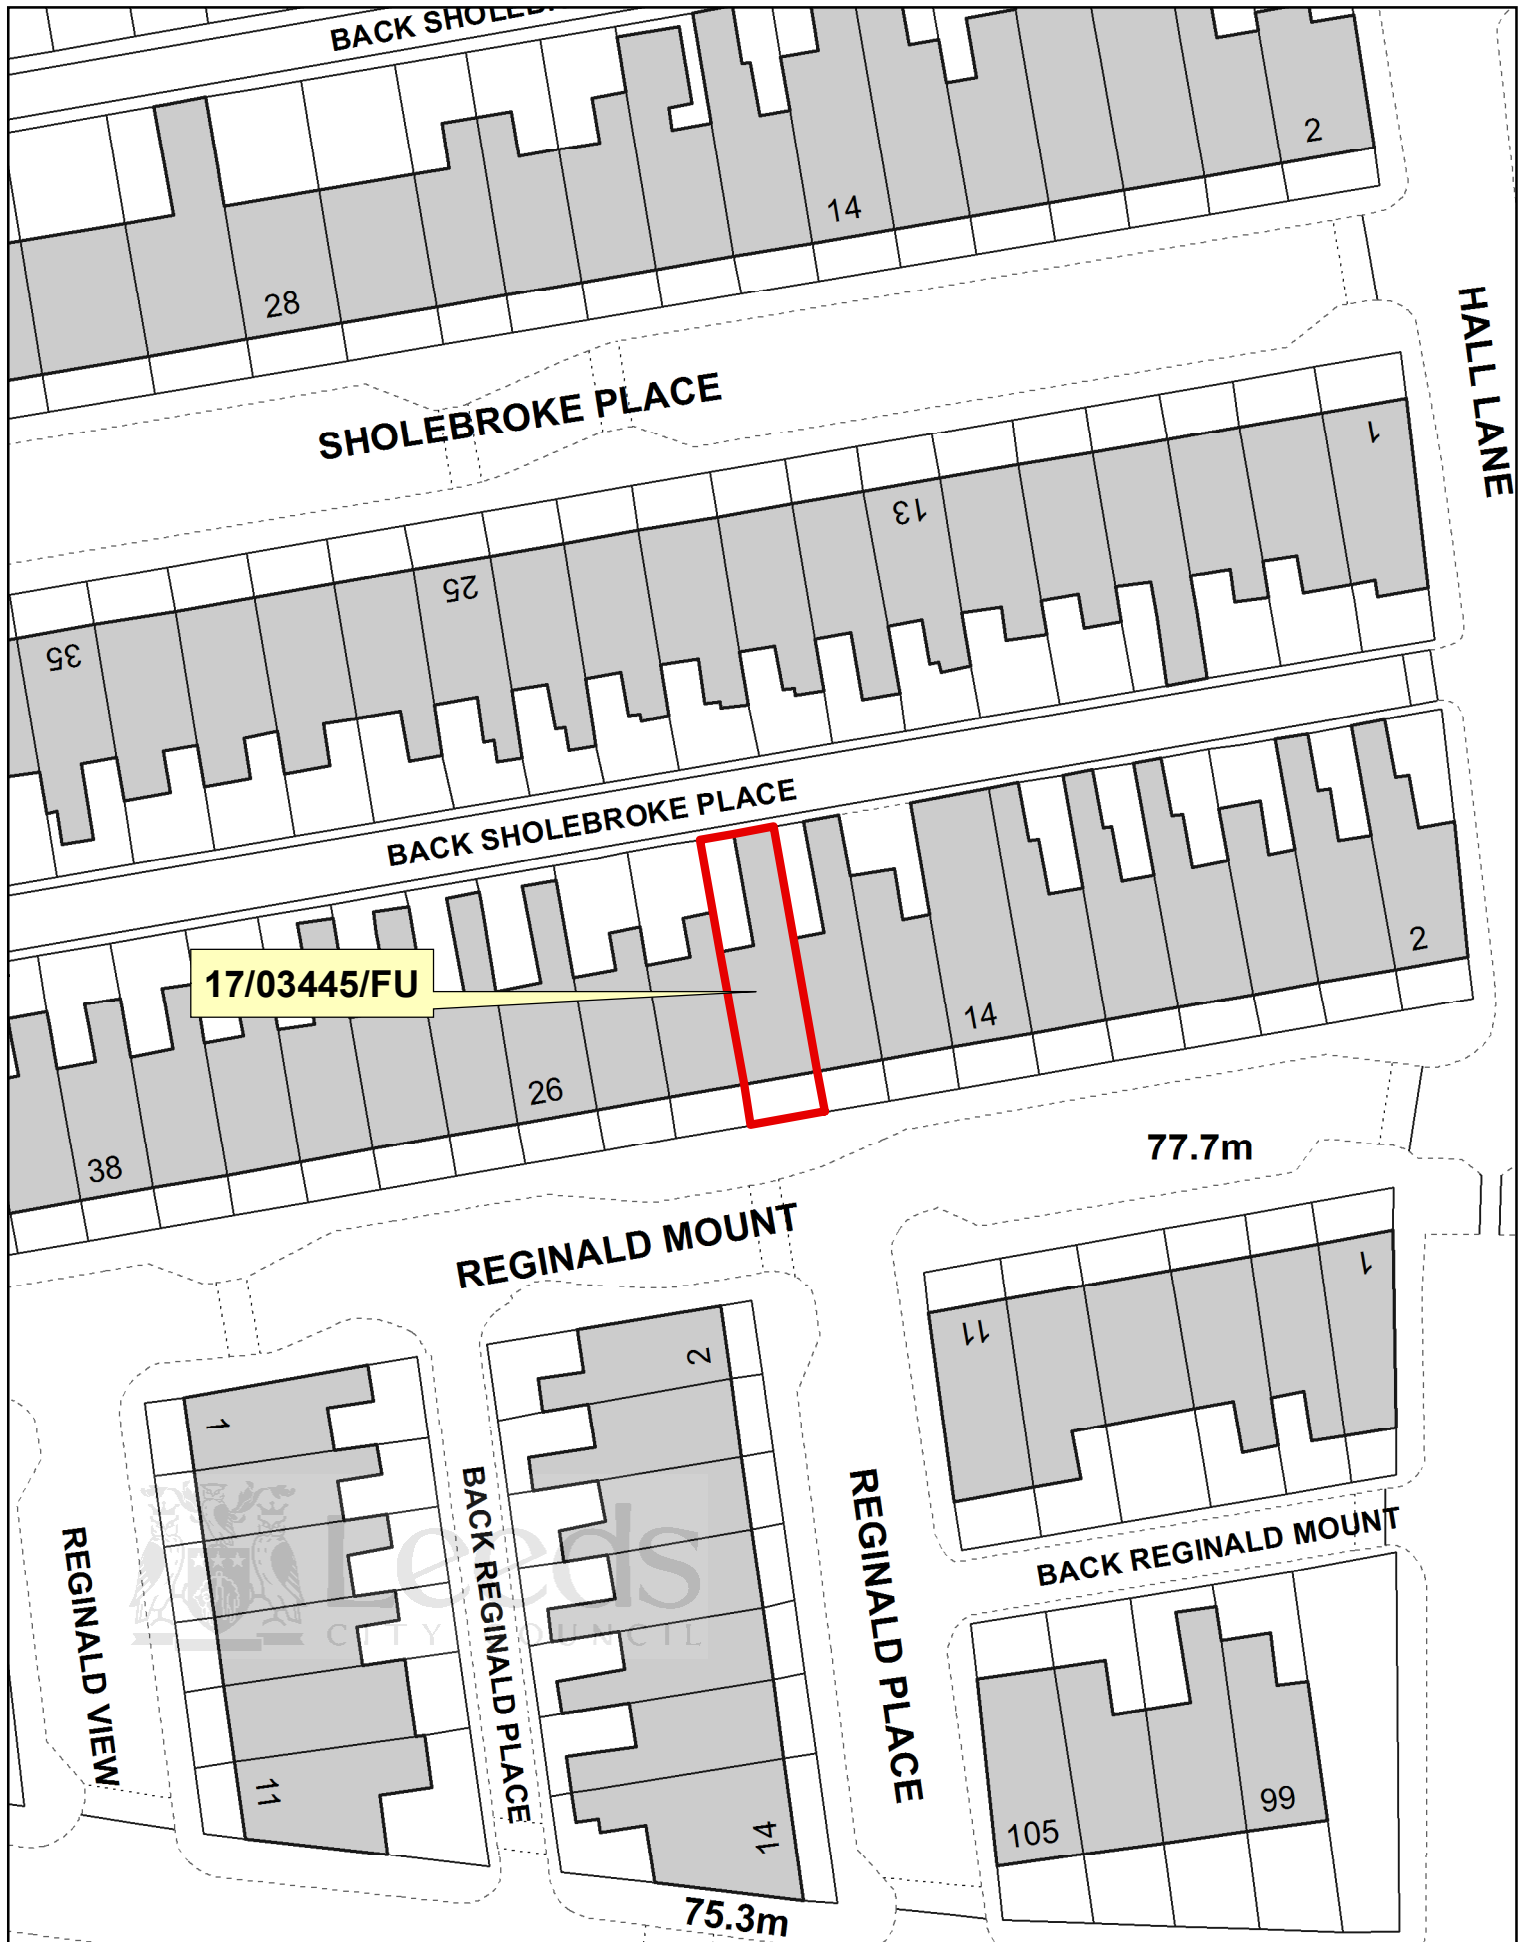 BACK SHOLEB
2
14
28
HALL LANE
SHOLEBROKE PLACE
1
13
25
35
BACK SHOLEBROKE PLACE
2
17/03445/FU
14
26
38
77.7m
REGINALD MOUNT
1
11
2
1
BACK REGINALD PLACE
REGINALD PLACE
BACK REGINALD MOUNT
REGINALD VIEW
Leeds
CITY COUNCIL
99
105
11
14
75.3m